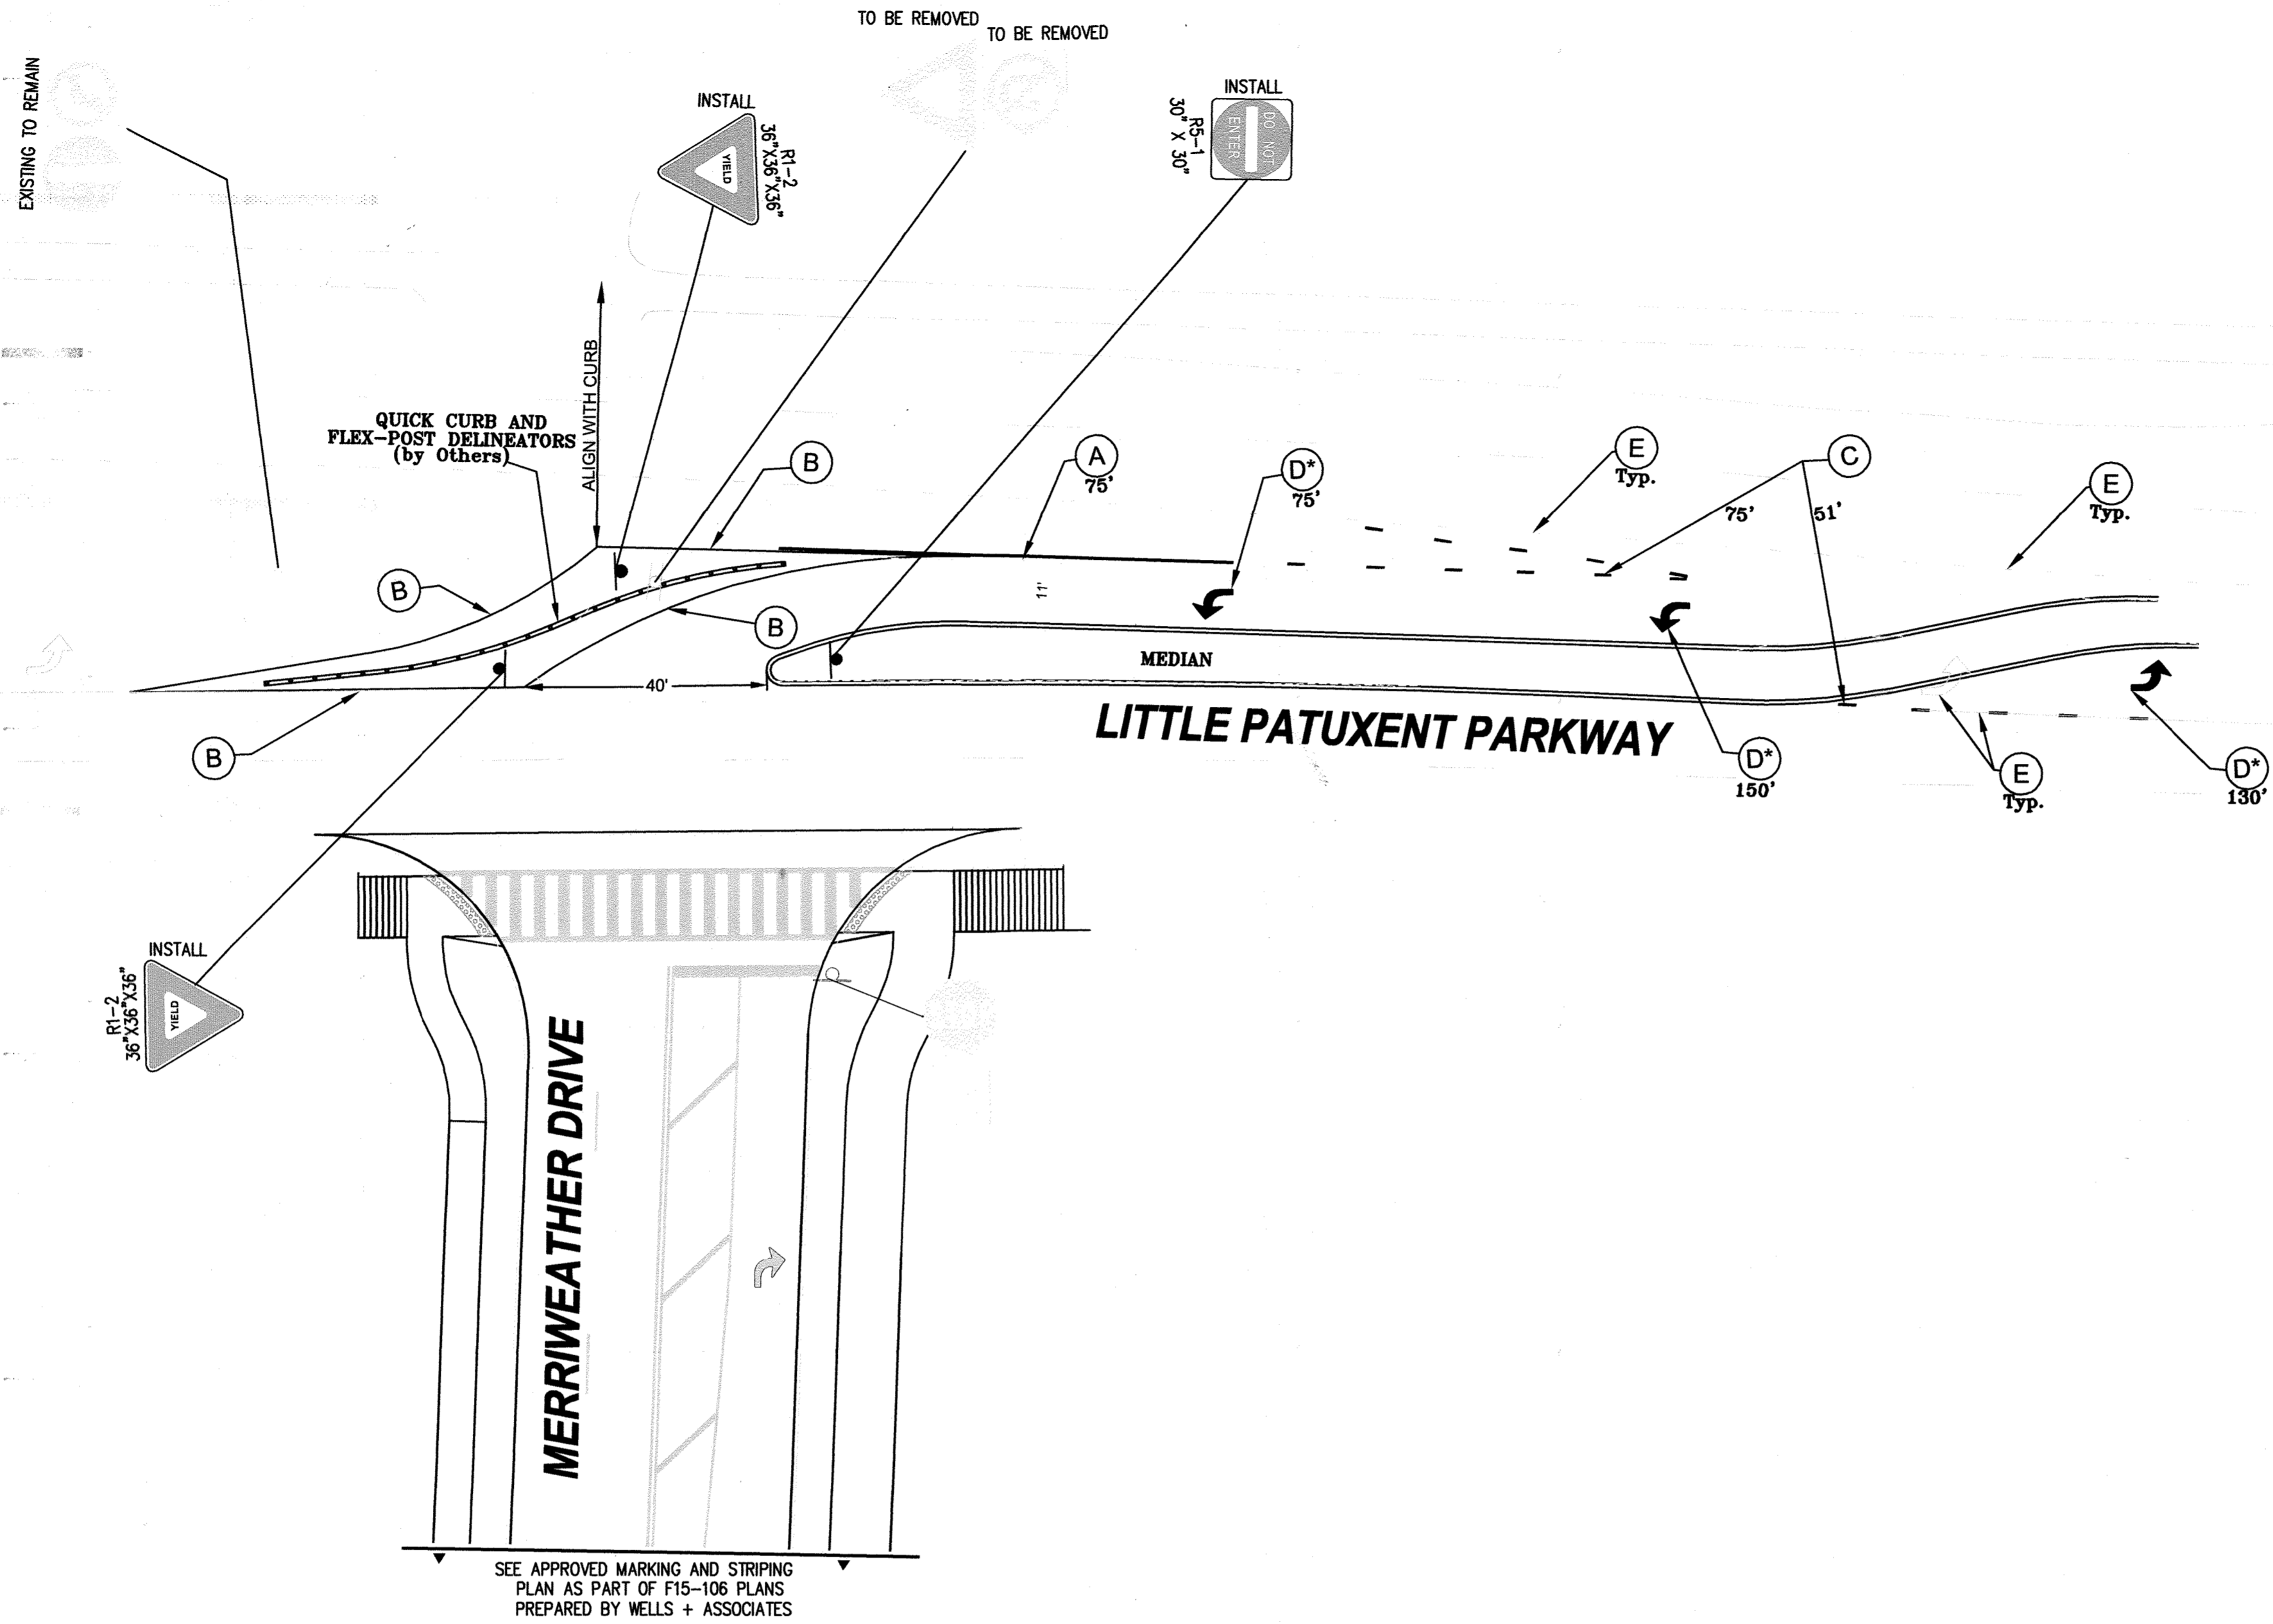 TO BE REMOVED
TO BE REMOVED
EXISTING TO REMAIN
INSTALL
YIELD
R1-2
36"X36"X36"
INSTALL
DO NOT
ENTER
R5-1
30" X 30"
ALIGN WITH CURB
QUICK CURB AND
FLEX-POST DELINEATORS
(by Others)
B
A
75'
D*
75'
E
Typ.
C
75'
51'
E
Typ.
B
B
11'
MEDIAN
40'
B
LITTLE PATUXENT PARKWAY
D*
150'
E
Typ.
D*
130'
INSTALL
YIELD
R1-2
36"X36"X36"
MERRIWEATHER DRIVE
SEE APPROVED MARKING AND STRIPING
PLAN AS PART OF F15-106 PLANS
PREPARED BY WELLS + ASSOCIATES